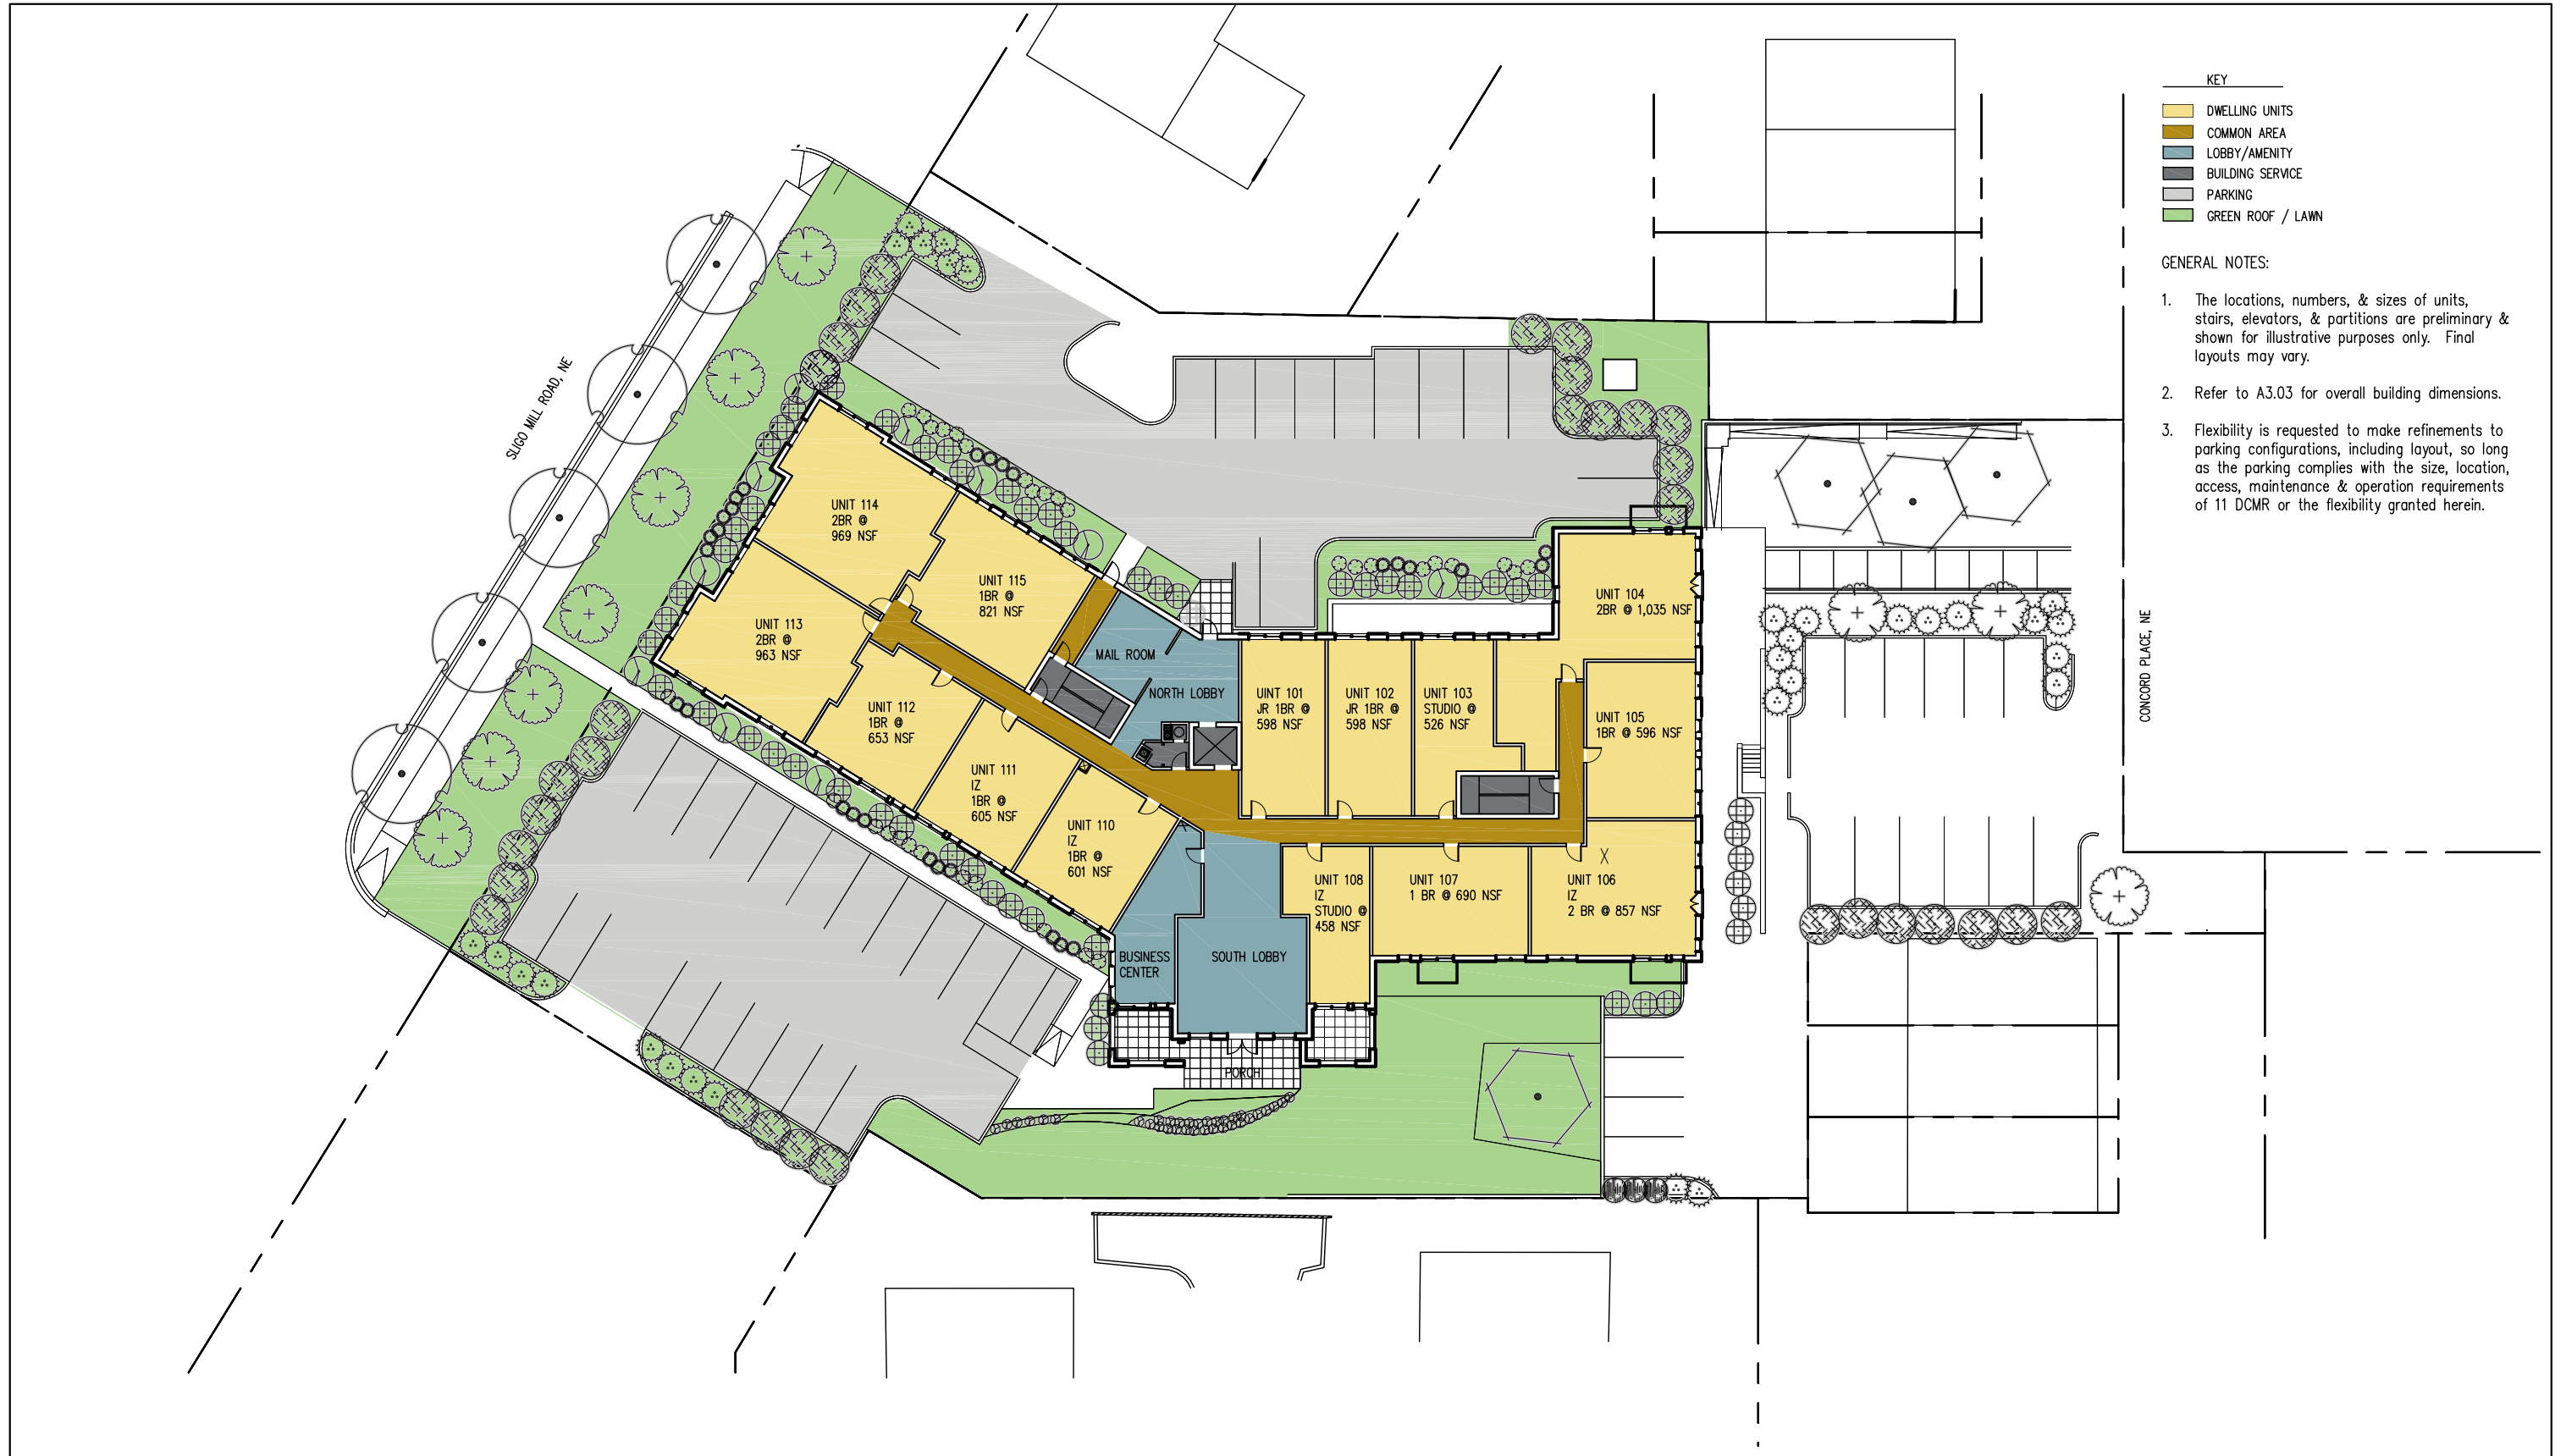 KEY
DWELLING UNITS
COMMON AREA
LOBBY/AMENITY
BUILDING SERVICE
PARKING
GREEN ROOF / LAWN
GENERAL NOTES:
1. The locations, numbers, & sizes of units,
stairs, elevators, & partitions are preliminary &
shown for illustrative purposes only. Final
layouts may vary.
2. Refer to A3.03 for overall building dimensions.
3. Flexibility is requested to make refinements to
parking configurations, including layout, so long
as the parking complies with the size, location,
access, maintenance & operation requirements
of 11 DCMR or the flexibility granted herein.
SLIGO MILL ROAD, NE
CONCORD PLACE, NE
UNIT 114
2BR @
969 NSF
UNIT 115
1BR @
821 NSF
UNIT 113
2BR @
963 NSF
UNIT 112
1BR @
653 NSF
UNIT 111
IZ
1BR @
605 NSF
UNIT 110
IZ
1BR @
601 NSF
MAIL ROOM
NORTH LOBBY
UINT 101
JR 1BR @
598 NSF
UNIT 102
JR 1BR @
598 NSF
UNIT 103
STUDIO @
526 NSF
UNIT 104
2BR @ 1,035 NSF
UNIT 105
1BR @ 596 NSF
UNIT 108
IZ
STUDIO @
458 NSF
UNIT 107
1 BR @ 690 NSF
UNIT 106
IZ
2 BR @ 857 NSF
BUSINESS
CENTER
SOUTH LOBBY
PORCH